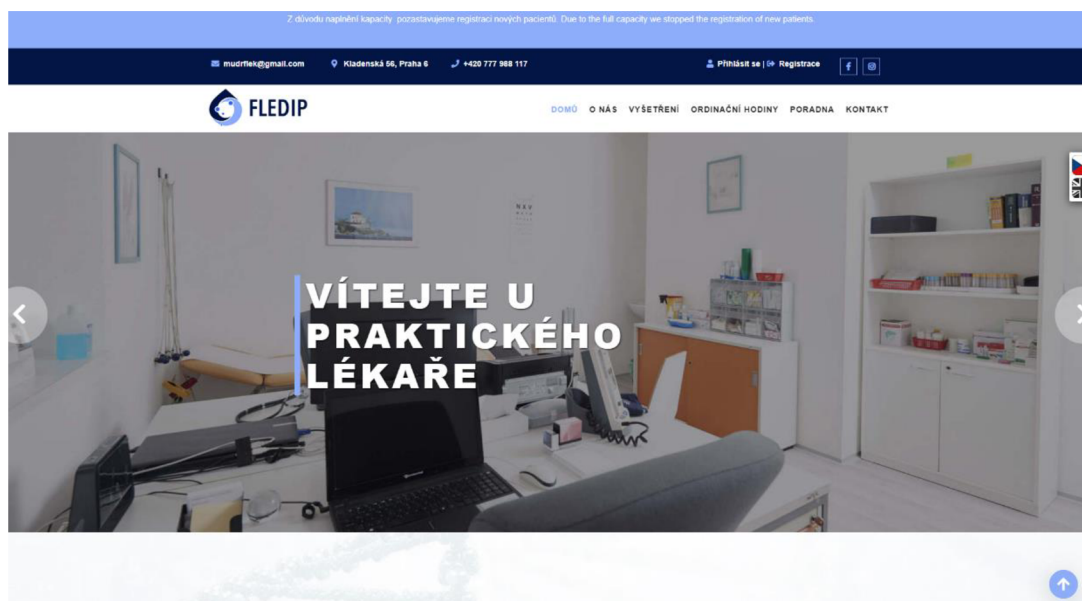 Z důvodu naplnění kapacity pozastavujeme registraci nových pacientů. Due to the full capacity we stopped the registration of new patients.
mudrflek@gmail.com Kladenská 56, Praha 6 +420 777 988 117 Přihlásit se | Registrace
FLEDIP
DOMŮ O NÁS VYŠETŘENÍ ORDINAČNÍ HODINY PORADNA KONTAKT
VÍTEJTE U
PRAKTICKÉHO
LÉKAŘE